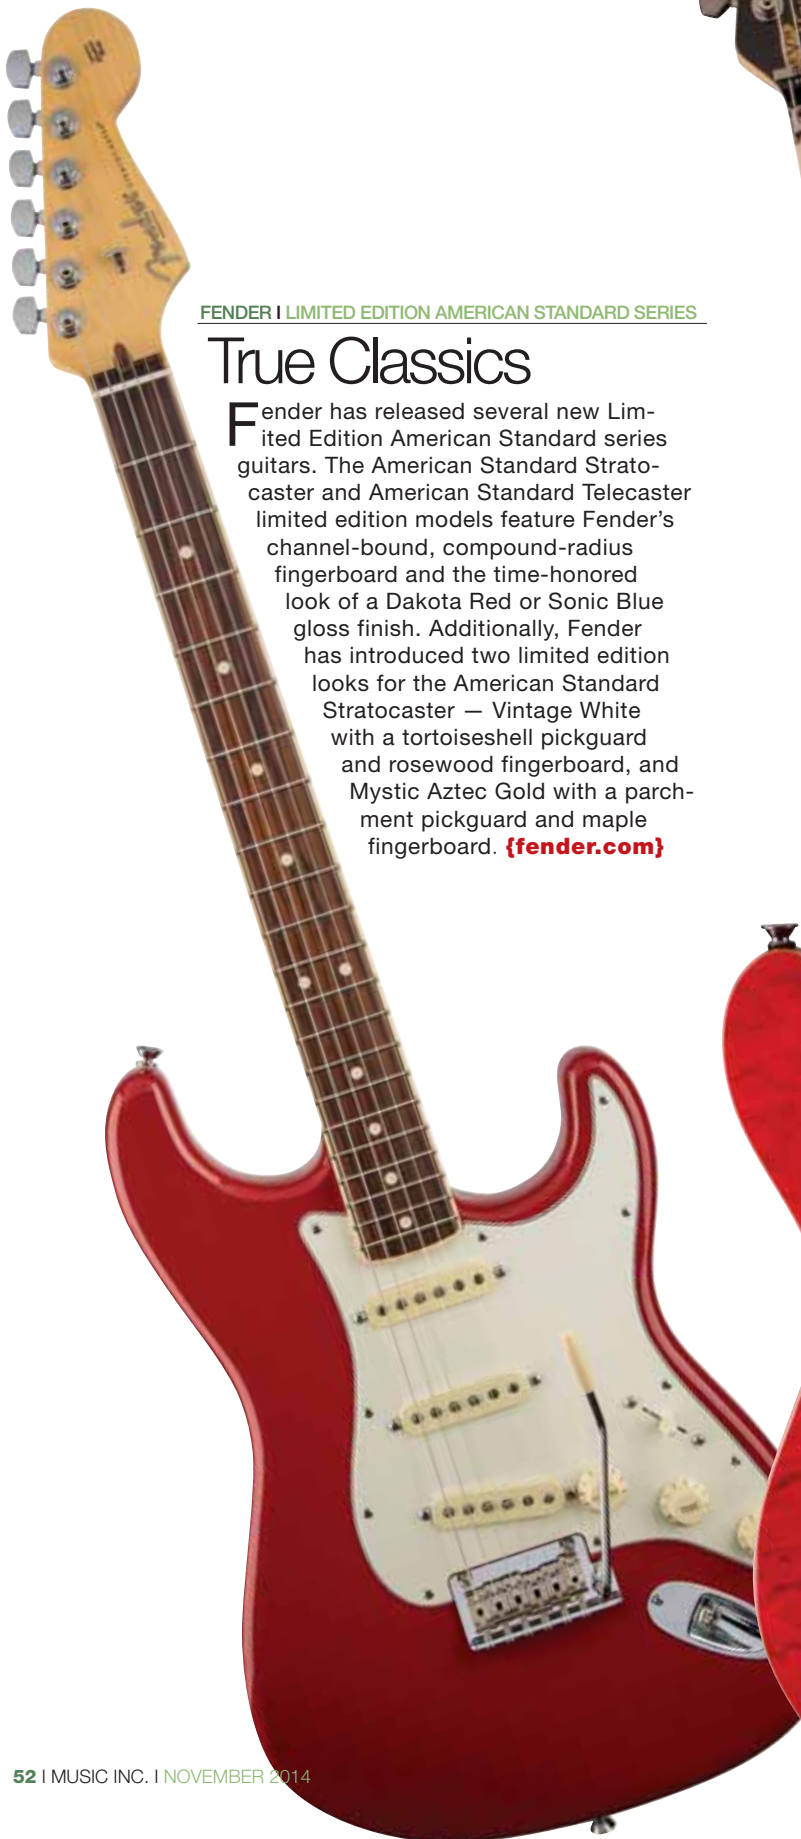 FENDER I LIMITED EDITION AMERICAN STANDARD SERIES
True Classics
Fender has released several new Lim-
ited Edition American Standard series
guitars. The American Standard Strato-
caster and American Standard Telecaster
limited edition models feature Fender’s
channel-bound, compound-radius
fingerboard and the time-honored
look of a Dakota Red or Sonic Blue
gloss finish. Additionally, Fender
has introduced two limited edition
looks for the American Standard
Stratocaster — Vintage White
with a tortoiseshell pickguard
and rosewood fingerboard, and
Mystic Aztec Gold with a parch-
ment pickguard and maple
fingerboard. {fender.com}
Fender
52 I MUSIC INC. I NOVEMBER 2014